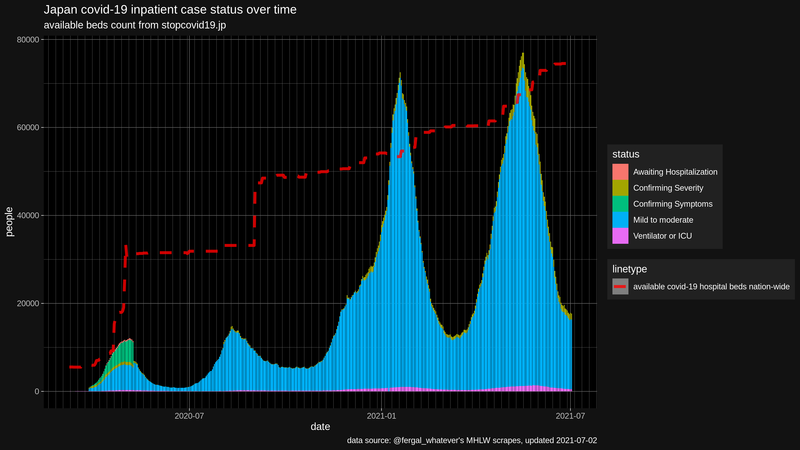 Japan covid-19 inpatient case status over time
available beds count from stopcovid19.jp
80000
60000
40000
20000
0
people
2020-07
2021-01
2021-07
date
status
Awaiting Hospitalization
Confirming Severity
Confirming Symptoms
Mild to moderate
Ventilator or ICU
linetype
available covid-19 hospital beds nation-wide
data source: @fergal_whatever's MHLW scrapes, updated 2021-07-02